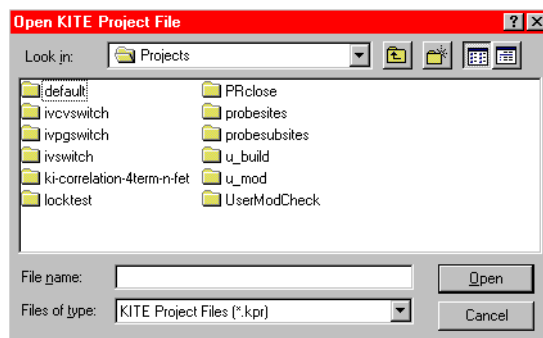 Open KITE Project File
Look in: Projects
default PRclose
ivcvswitch probesites
ivpgswitch probesubsites
ivswitch u_build
ki-correlation-4term-n-fet u_mod
locktest UserModCheck
File name: Open
Files of type: KITE Project Files (*.kpr) Cancel